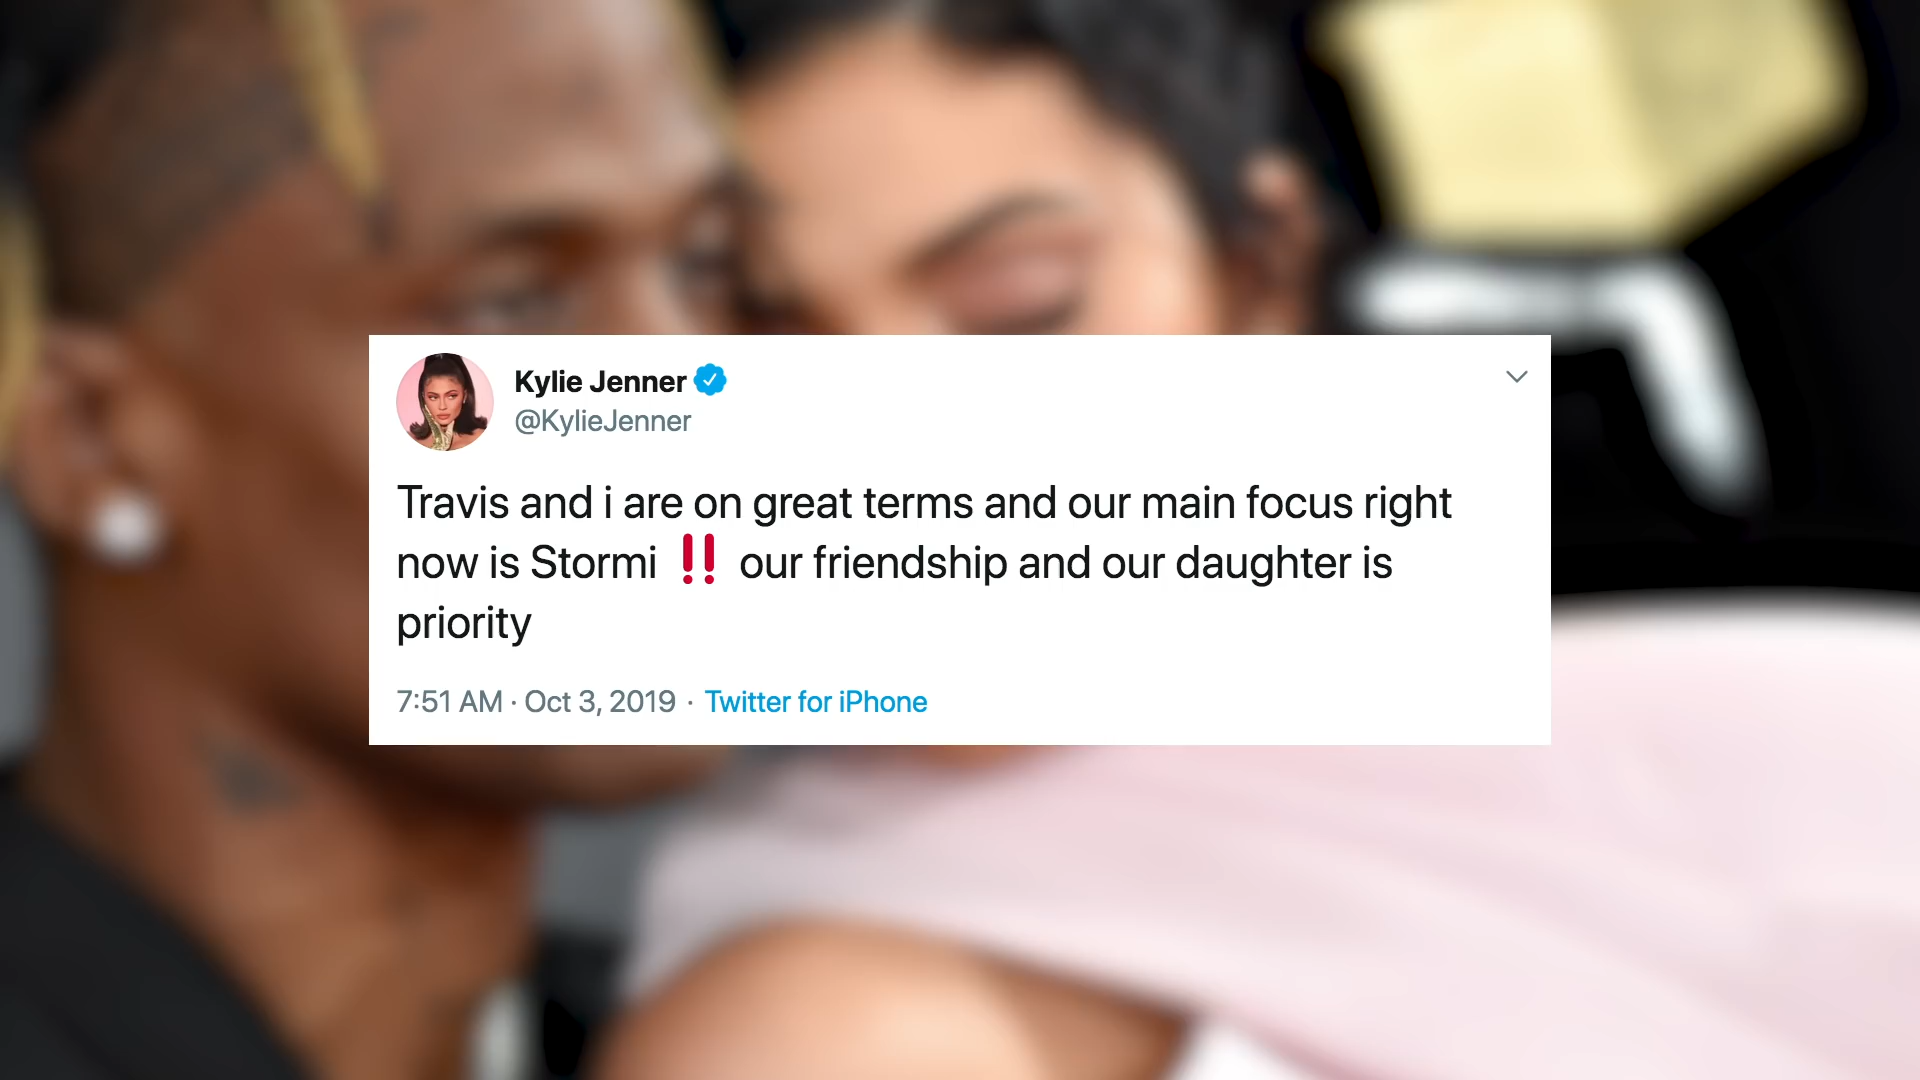 Kylie Jenner
@KylieJenner
Travis and i are on great terms and our main focus right
now is Stormi ‼️ our friendship and our daughter is
priority
7:51 AM · Oct 3, 2019 · Twitter for iPhone